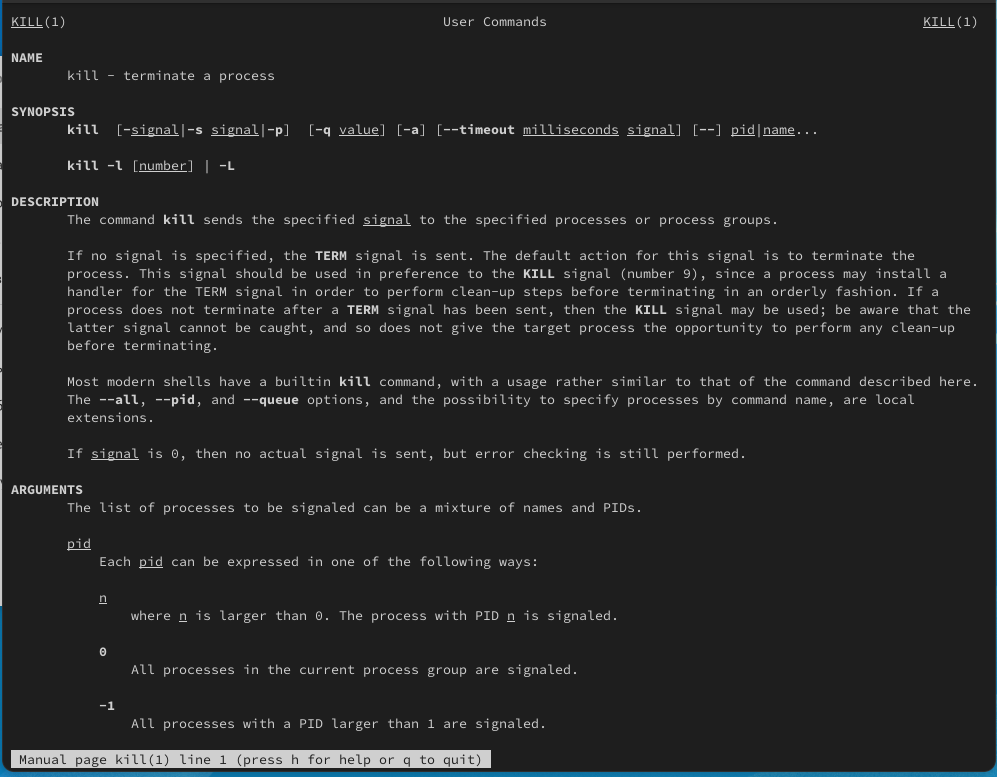 KILL(1) User Commands KILL(1)
NAME
kill - terminate a process
SYNOPSIS
kill [-signal|-s signal|-p] [-q value] [-a] [--timeout milliseconds signal] [--] pid|name...
kill -l [number] | -L
DESCRIPTION
The command kill sends the specified signal to the specified processes or process groups.
If no signal is specified, the TERM signal is sent. The default action for this signal is to terminate the
process. This signal should be used in preference to the KILL signal (number 9), since a process may install a
handler for the TERM signal in order to perform clean-up steps before terminating in an orderly fashion. If a
process does not terminate after a TERM signal has been sent, then the KILL signal may be used; be aware that the
latter signal cannot be caught, and so does not give the target process the opportunity to perform any clean-up
before terminating.
Most modern shells have a builtin kill command, with a usage rather similar to that of the command described here.
The --all, --pid, and --queue options, and the possibility to specify processes by command name, are local
extensions.
If signal is 0, then no actual signal is sent, but error checking is still performed.
ARGUMENTS
The list of processes to be signaled can be a mixture of names and PIDs.
pid
Each pid can be expressed in one of the following ways:
n
where n is larger than 0. The process with PID n is signaled.
0
All processes in the current process group are signaled.
-1
All processes with a PID larger than 1 are signaled.
Manual page kill(1) line 1 (press h for help or q to quit)